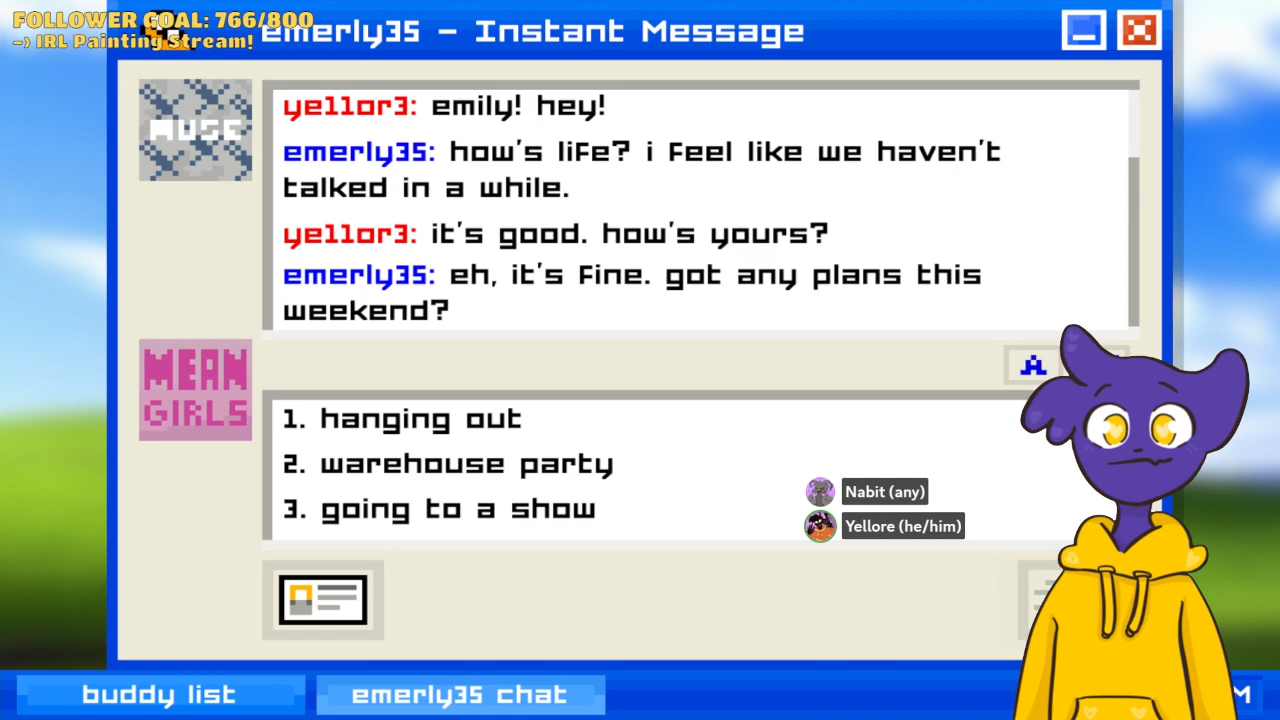 FOLLOWER GOAL: 766/800
-> IRL Painting Stream!
emerly35 - Instant Message
MUSE
yellor3: emily! hey!
emerly35: how's life? i feel like we haven't
talked in a while.
yellor3: it's good. how's yours?
emerly35: eh, it's fine. got any plans this
weekend?
MEAN
GIRLS
A
1. hanging out
2. warehouse party
3. going to a show
Nabit (any)
Yellore (he/him)
buddy list
emerly35 chat
M